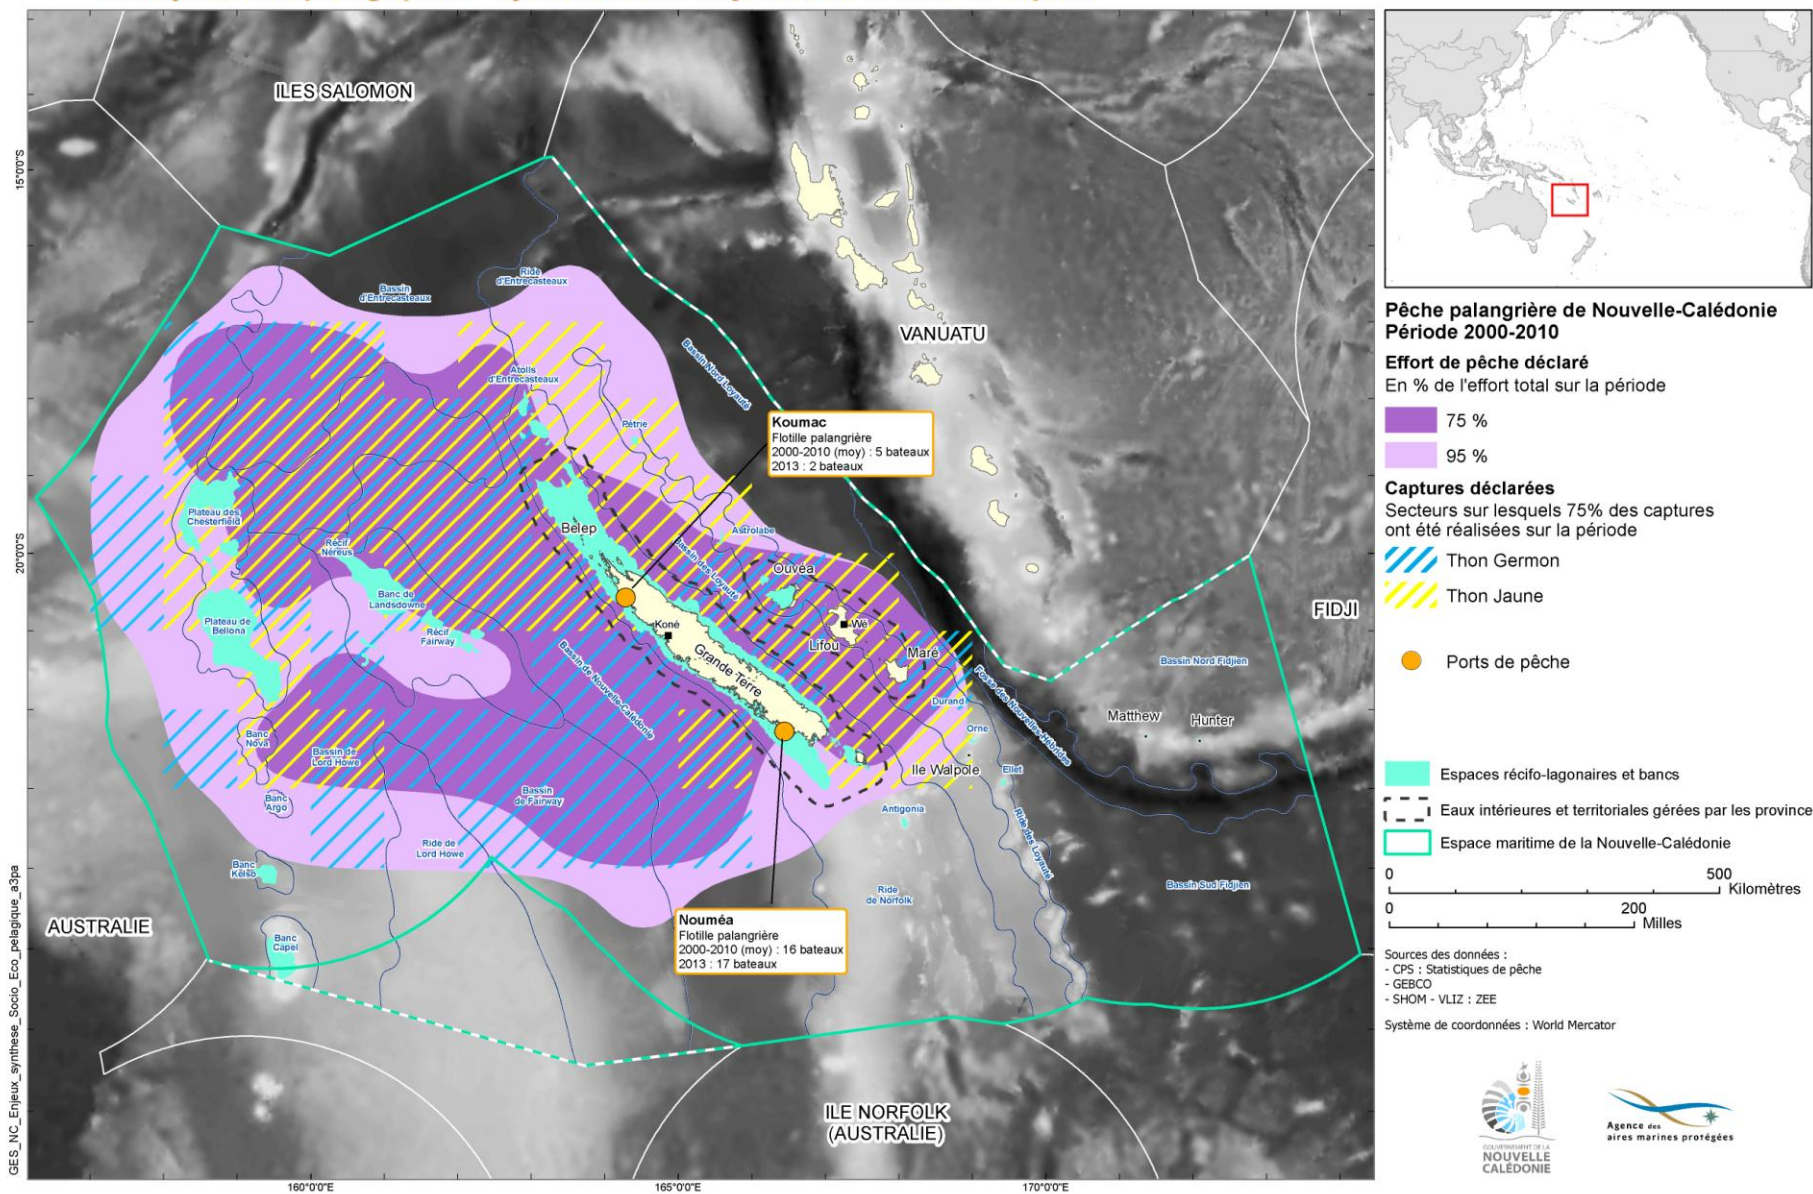 ILES SALOMON
VANUATU
FIDJI
AUSTRALIE
ILE NORFOLK
(AUSTRALIE)
15°0'0"S
20°0'0"S
160°0'0"E
165°0'0"E
170°0'0"E
Bassin
d'Entrecasteaux
Ride
d'Entrecasteaux
Atolls
d'Entrecasteaux
Bassin Nord Loyauté
Pétrie
Koumac
Flotille palangrière
2000-2010 (moy) : 5 bateaux
2013 : 2 bateaux
Plateau des
Chesterfield
Récif
Néréus
Belep
Astrolabe
Bassin des Loyauté
Ouvéa
Banc de
Landsdowne
Plateau de
Bellona
Récif
Fairway
Koné
Wé
Lifou
Maré
Grande Terre
Bassin de Nouvelle-Calédonie
Fosse des Nouvelles-Hébrides
Bassin Nord Fidjien
Durand
Matthew
Hunter
Orne
Banc
Nova
Bassin de
Lord Howe
Ile Walpole
Ellet
Banc
Argo
Bassin
de Fairway
Antigonia
Ride des Loyauté
Ride de
Lord Howe
Banc
Kelso
Ride
de Norfolk
Bassin Sud Fidjien
Banc
Capel
Nouméa
Flotille palangrière
2000-2010 (moy) : 16 bateaux
2013 : 17 bateaux
GES_NC_Enjeux_synthese_Socio_Eco_pelagique_a3pa
Pêche palangrière de Nouvelle-Calédonie
Période 2000-2010
Effort de pêche déclaré
En % de l'effort total sur la période
75 %
95 %
Captures déclarées
Secteurs sur lesquels 75% des captures
ont été réalisées sur la période
Thon Germon
Thon Jaune
Ports de pêche
Espaces récifo-lagonaires et bancs
Eaux intérieures et territoriales gérées par les province
Espace maritime de la Nouvelle-Calédonie
0 500
Kilomètres
0 200
Milles
Sources des données :
- CPS : Statistiques de pêche
- GEBCO
- SHOM - VLIZ : ZEE
Système de coordonnées : World Mercator
GOUVERNEMENT DE LA
NOUVELLE
CALÉDONIE
Agence des
aires marines protégées